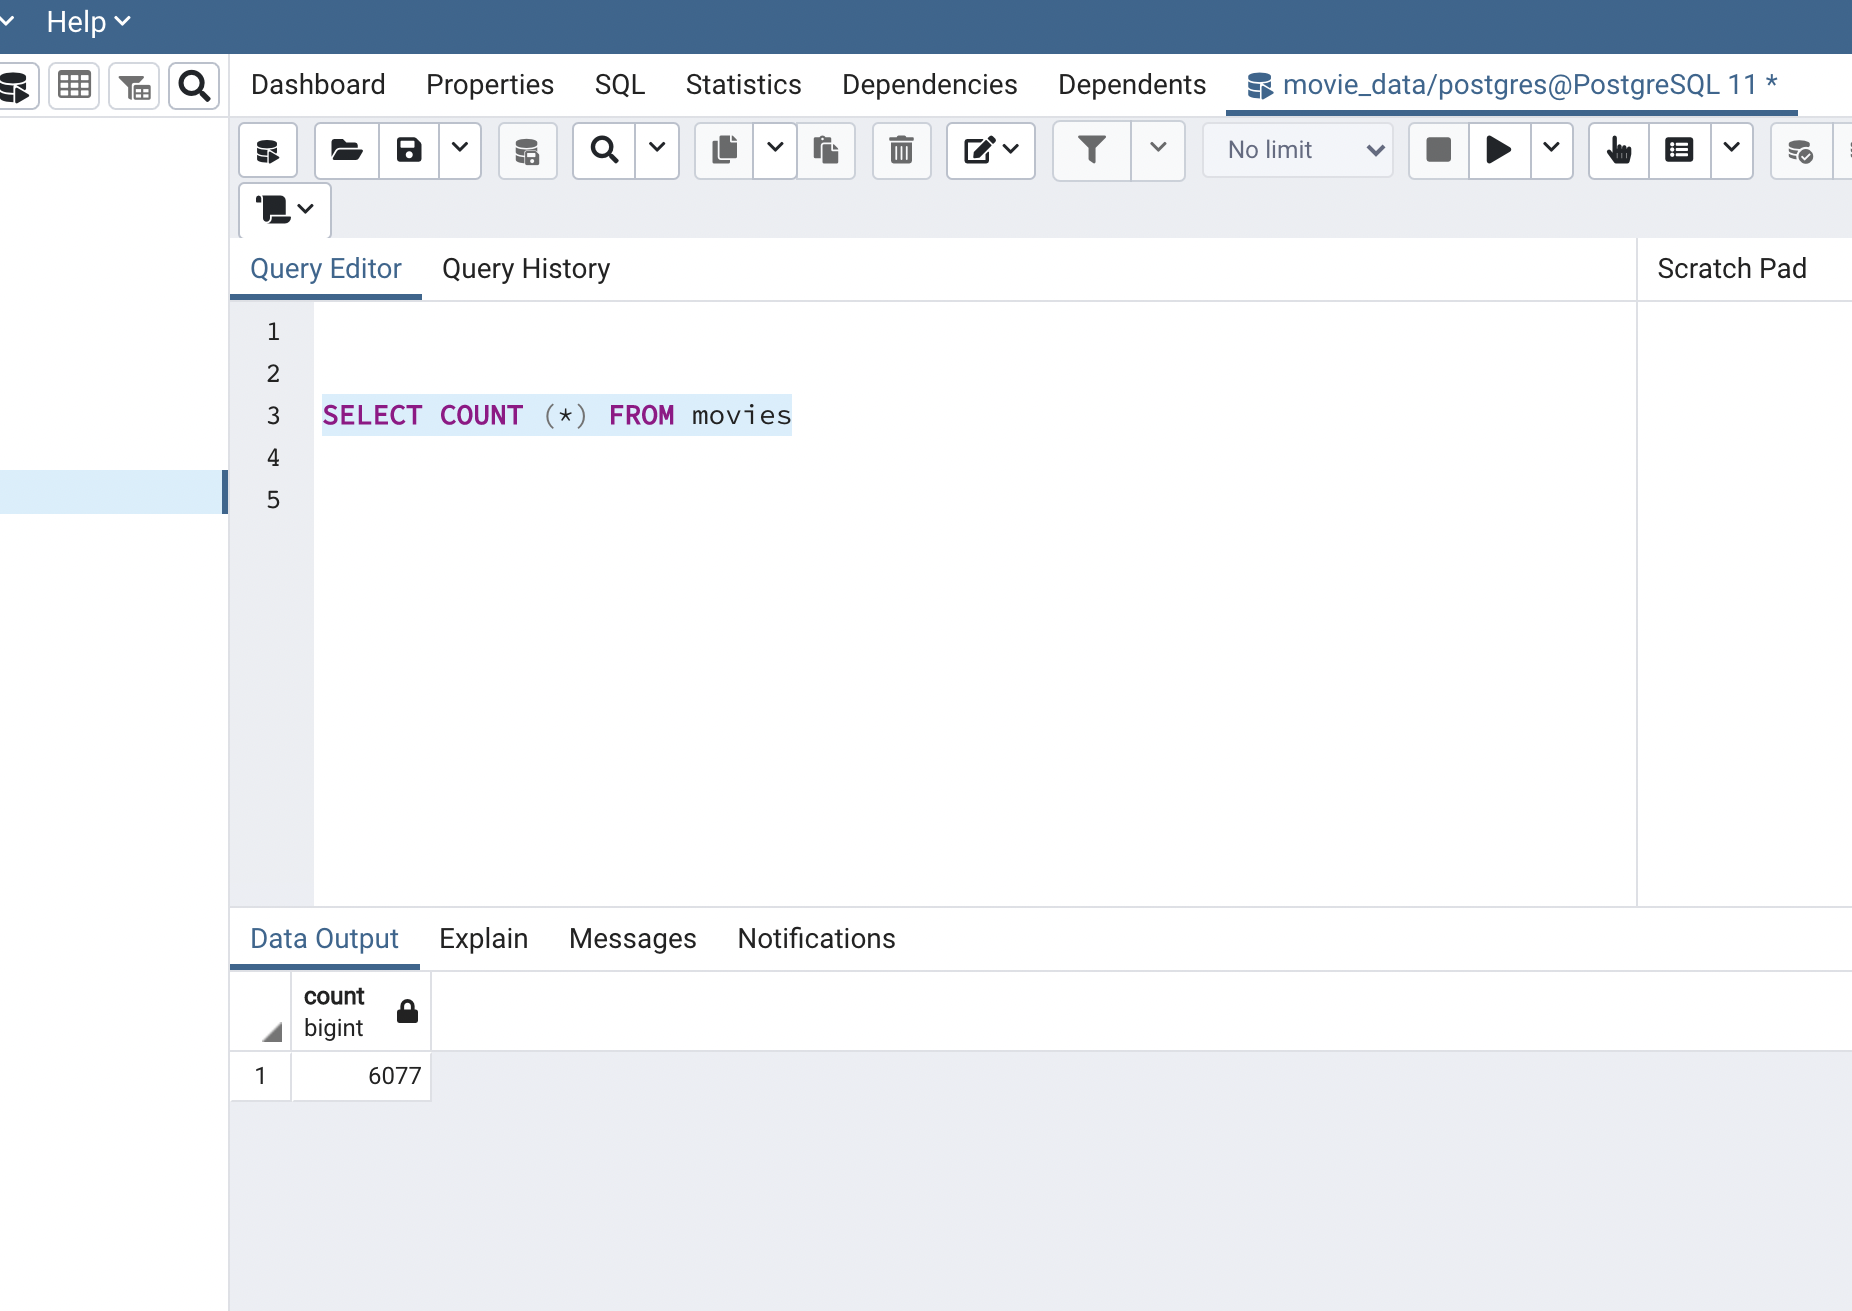 Help
Dashboard Properties SQL Statistics Dependencies Dependents movie_data/postgres@PostgreSQL 11 *
No limit
Query Editor Query History Scratch Pad
1
2
3 SELECT COUNT (*) FROM movies
4
5
Data Output Explain Messages Notifications
count
bigint
1 6077